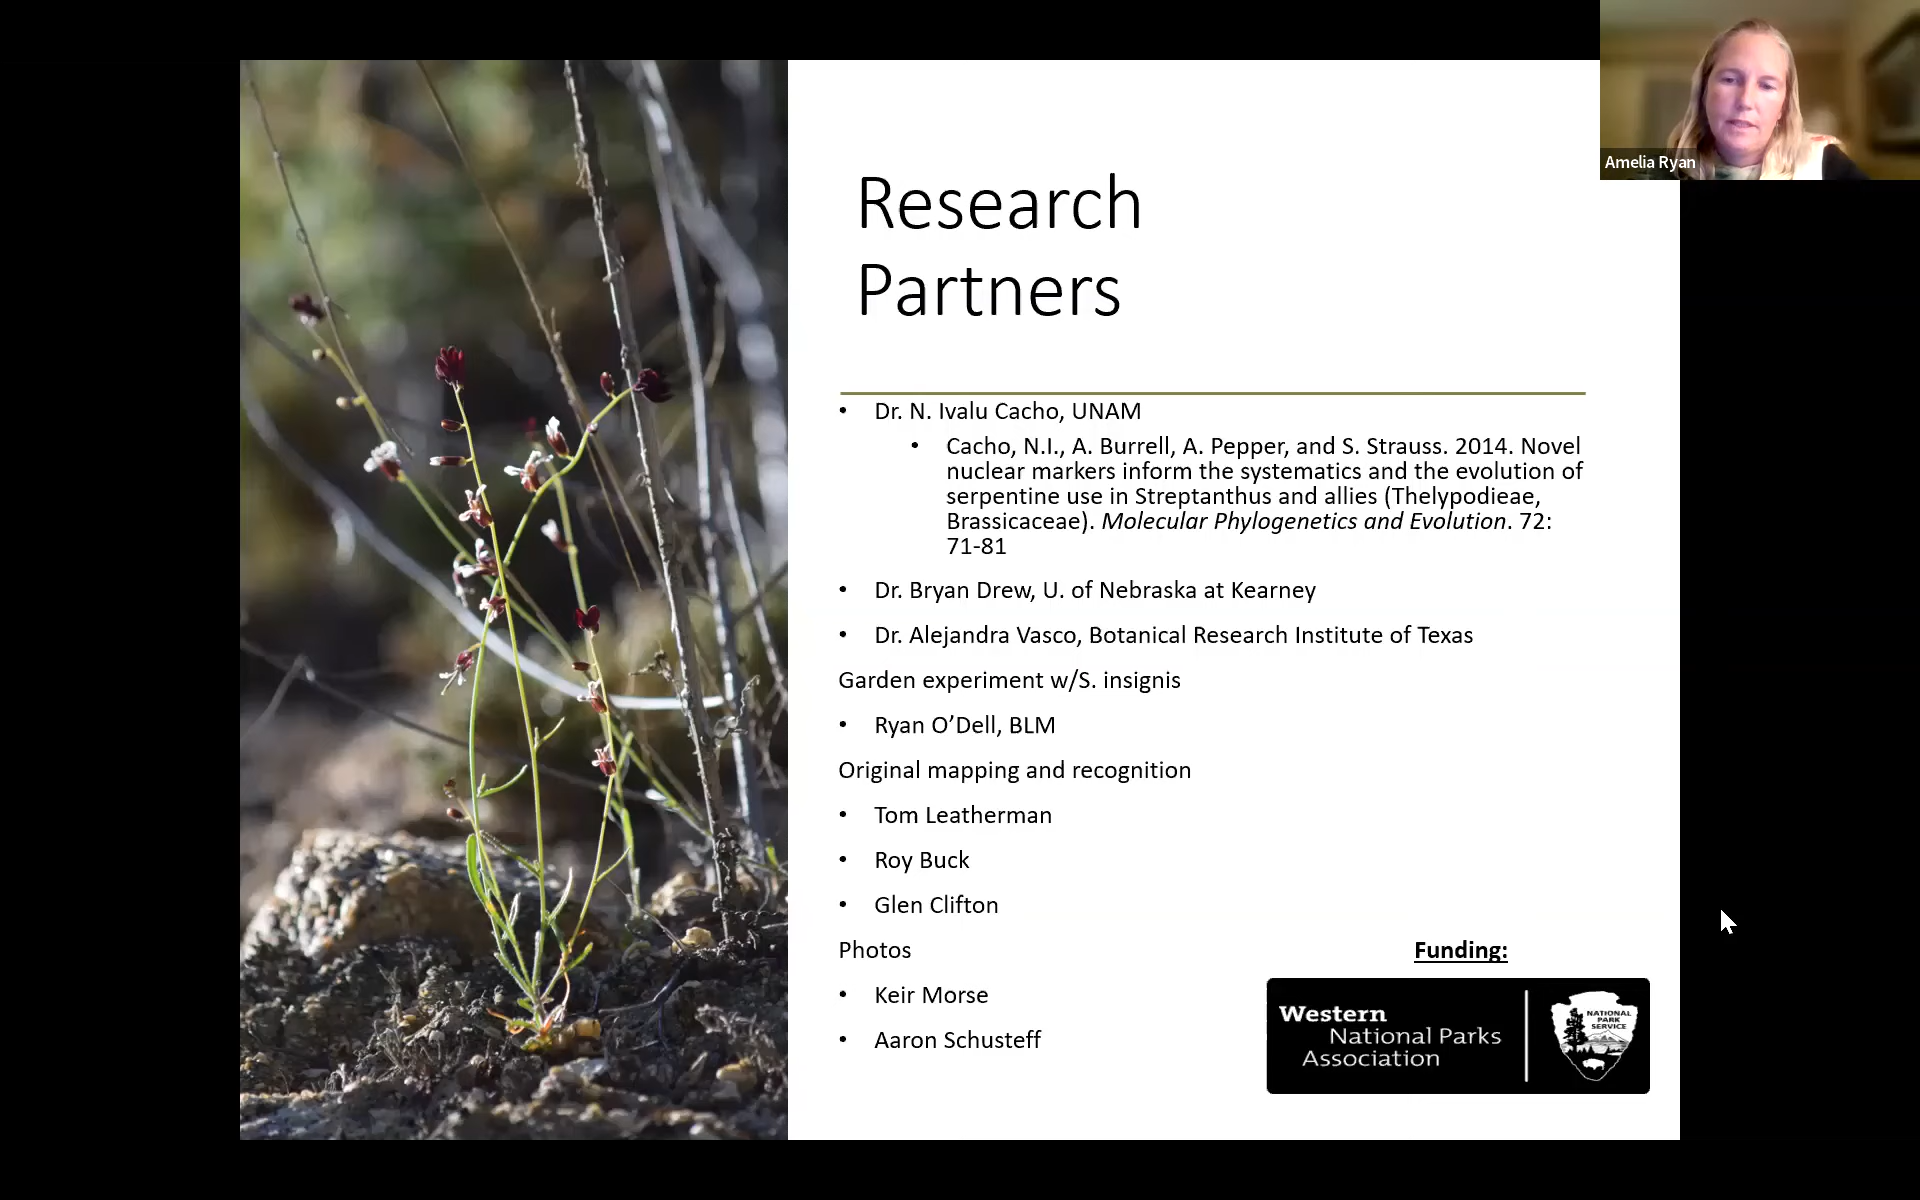 Amelia Ryan
Research
Partners
• Dr. N. Ivalu Cacho, UNAM
• Cacho, N.I., A. Burrell, A. Pepper, and S. Strauss. 2014. Novel
nuclear markers inform the systematics and the evolution of
serpentine use in Streptanthus and allies (Thelypodieae,
Brassicaceae). Molecular Phylogenetics and Evolution. 72:
71-81
• Dr. Bryan Drew, U. of Nebraska at Kearney
• Dr. Alejandra Vasco, Botanical Research Institute of Texas
Garden experiment w/S. insignis
• Ryan O’Dell, BLM
Original mapping and recognition
• Tom Leatherman
• Roy Buck
• Glen Clifton
Photos
• Keir Morse
• Aaron Schusteff
Funding:
Western
National Parks
Association
NATIONAL
PARK
SERVICE